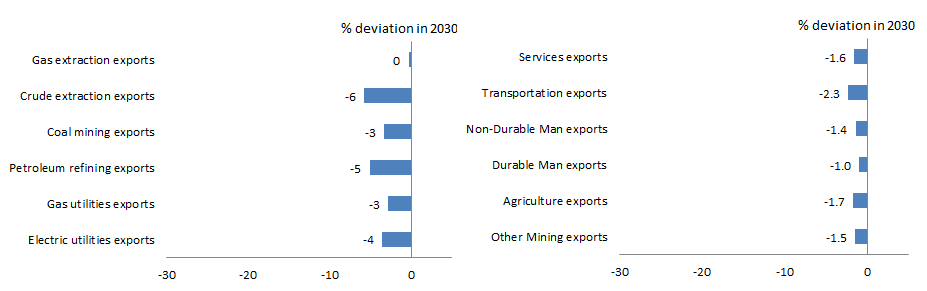 % deviation in 2030
Gas extraction exports 0
Crude extraction exports -6
Coal mining exports -3
Petroleum refining exports -5
Gas utilities exports -3
Electric utilities exports -4
-30 -20 -10 0
% deviation in 2030
Services exports -1.6
Transportation exports -2.3
Non-Durable Man exports -1.4
Durable Man exports -1.0
Agriculture exports -1.7
Other Mining exports -1.5
-30 -20 -10 0